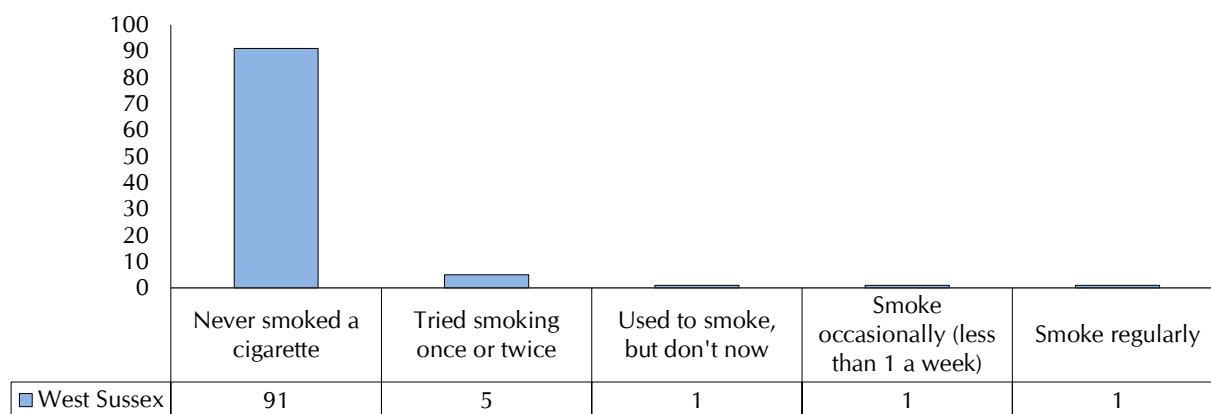 100
90
80
70
60
50
40
30
20
10
0
Never smoked a
cigarette
Tried smoking
once or twice
Used to smoke,
but don't now
Smoke
occasionally (less
than 1 a week)
Smoke regularly
West Sussex 91 5 1 1 1